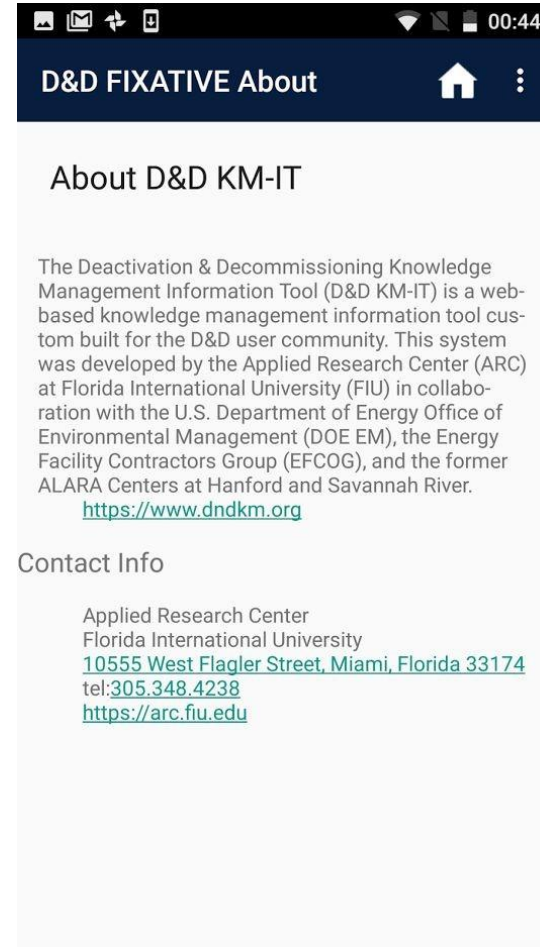 00:44
D&D FIXATIVE About
About D&D KM-IT
The Deactivation & Decommissioning Knowledge
Management Information Tool (D&D KM-IT) is a web-
based knowledge management information tool cus-
tom built for the D&D user community. This system
was developed by the Applied Research Center (ARC)
at Florida International University (FIU) in collabo-
ration with the U.S. Department of Energy Office of
Environmental Management (DOE EM), the Energy
Facility Contractors Group (EFCOG), and the former
ALARA Centers at Hanford and Savannah River.
https://www.dndkm.org
Contact Info
Applied Research Center
Florida International University
10555 West Flagler Street, Miami, Florida 33174
tel:305.348.4238
https://arc.fiu.edu